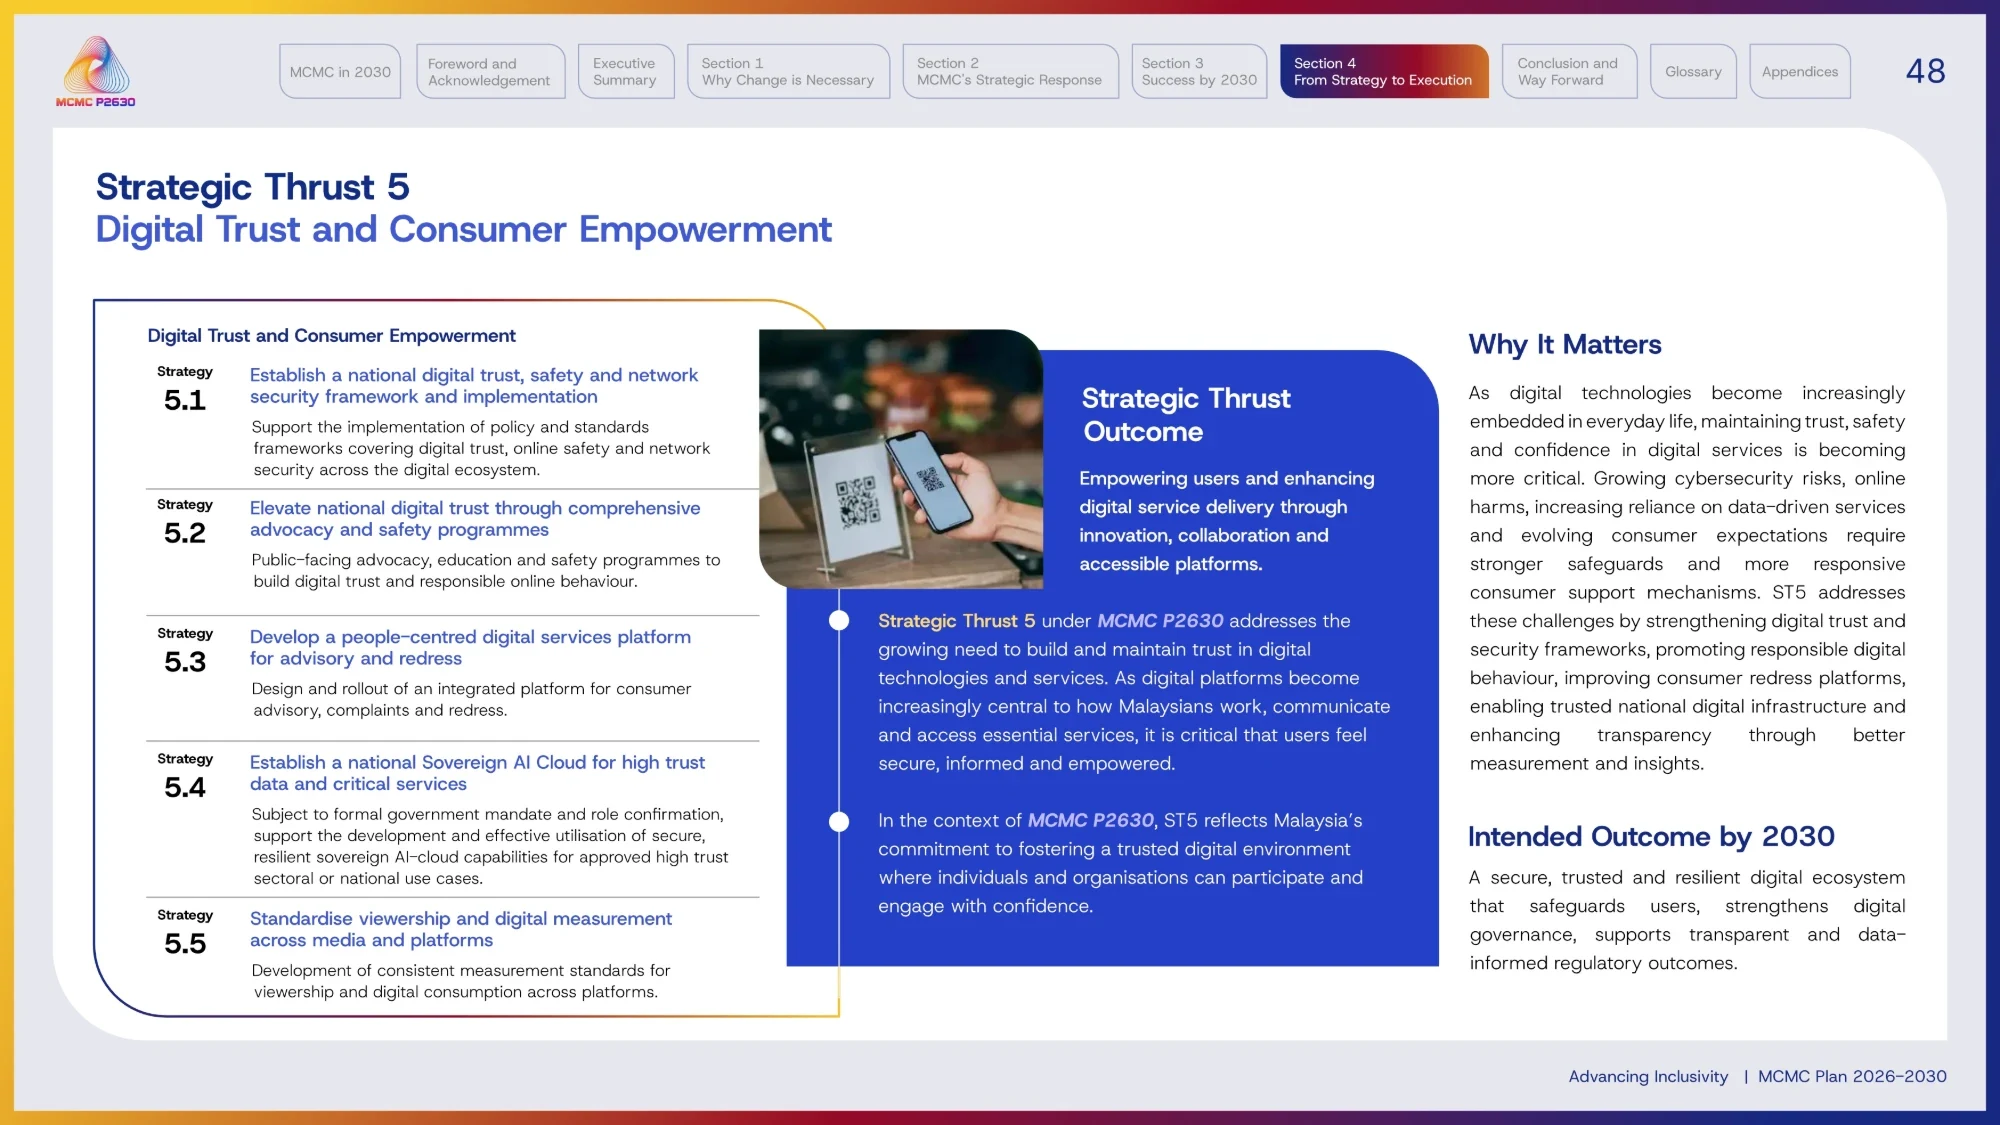 MCMC P2630
MCMC in 2030
Foreword and
Acknowledgement
Executive
Summary
Section 1
Why Change is Necessary
Section 2
MCMC's Strategic Response
Section 3
Success by 2030
Section 4
From Strategy to Execution
Conclusion and
Way Forward
Glossary
Appendices
48
Strategic Thrust 5
Digital Trust and Consumer Empowerment
Digital Trust and Consumer Empowerment
Strategy
5.1
Establish a national digital trust, safety and network
security framework and implementation
Support the implementation of policy and standards
frameworks covering digital trust, online safety and network
security across the digital ecosystem.
Strategy
5.2
Elevate national digital trust through comprehensive
advocacy and safety programmes
Public-facing advocacy, education and safety programmes to
build digital trust and responsible online behaviour.
Strategy
5.3
Develop a people-centred digital services platform
for advisory and redress
Design and rollout of an integrated platform for consumer
advisory, complaints and redress.
Strategy
5.4
Establish a national Sovereign AI Cloud for high trust
data and critical services
Subject to formal government mandate and role confirmation,
support the development and effective utilisation of secure,
resilient sovereign AI-cloud capabilities for approved high trust
sectoral or national use cases.
Strategy
5.5
Standardise viewership and digital measurement
across media and platforms
Development of consistent measurement standards for
viewership and digital consumption across platforms.
Strategic Thrust
Outcome
Empowering users and enhancing
digital service delivery through
innovation, collaboration and
accessible platforms.
Strategic Thrust 5 under MCMC P2630 addresses the
growing need to build and maintain trust in digital
technologies and services. As digital platforms become
increasingly central to how Malaysians work, communicate
and access essential services, it is critical that users feel
secure, informed and empowered.
In the context of MCMC P2630, ST5 reflects Malaysia's
commitment to fostering a trusted digital environment
where individuals and organisations can participate and
engage with confidence.
Why It Matters
As digital technologies become increasingly
embedded in everyday life, maintaining trust, safety
and confidence in digital services is becoming
more critical. Growing cybersecurity risks, online
harms, increasing reliance on data-driven services
and evolving consumer expectations require
stronger safeguards and more responsive
consumer support mechanisms. ST5 addresses
these challenges by strengthening digital trust and
security frameworks, promoting responsible digital
behaviour, improving consumer redress platforms,
enabling trusted national digital infrastructure and
enhancing transparency through better
measurement and insights.
Intended Outcome by 2030
A secure, trusted and resilient digital ecosystem
that safeguards users, strengthens digital
governance, supports transparent and data-
informed regulatory outcomes.
Advancing Inclusivity | MCMC Plan 2026-2030